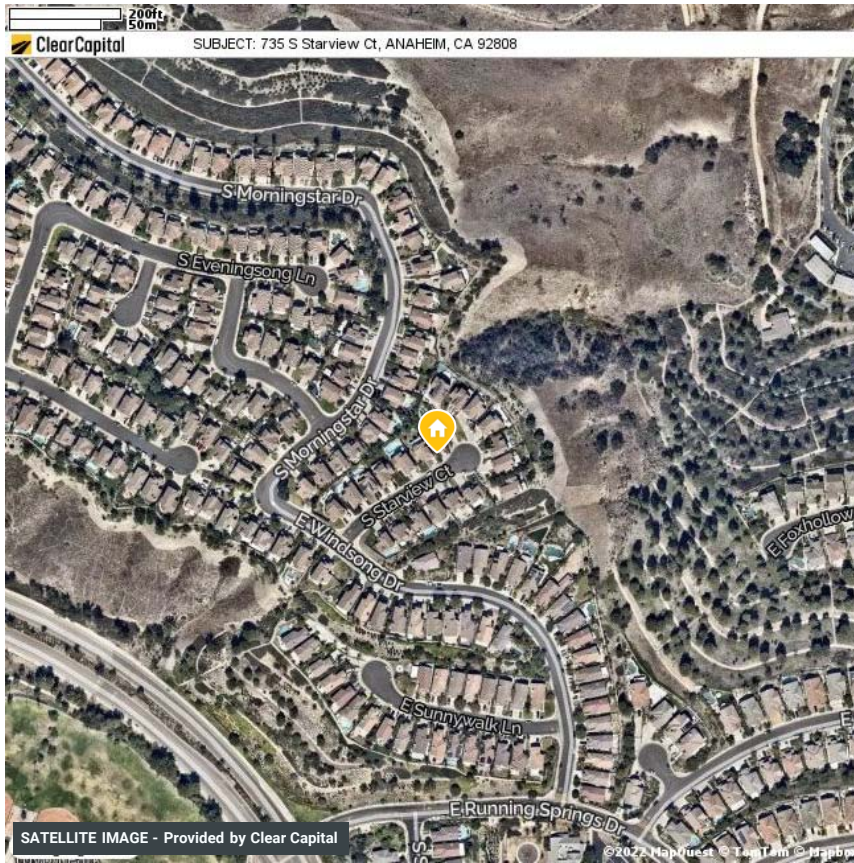 200ft
50m
ClearCapital
SUBJECT: 735 S Starview Ct, ANAHEIM, CA 92808
S Morningstar Dr
S Eveningsong Ln
S Morningstar Dr
S Starview Ct
E Windsong Dr
E Foxhollow
E Sunnywalk Ln
E
E Running Springs Dr
S S
SATELLITE IMAGE - Provided by Clear Capital
©2022 MapQuest © TomTom © Mapbo